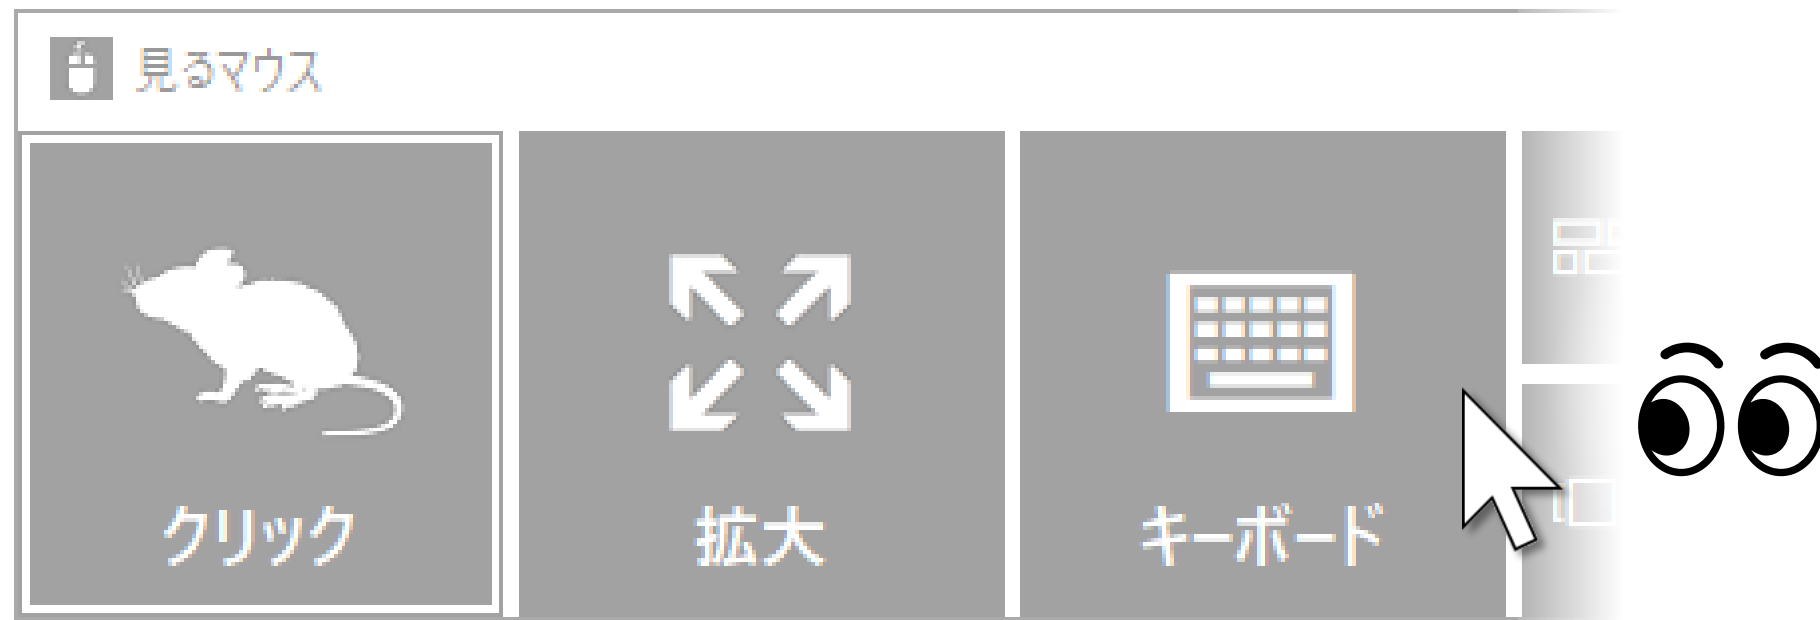 見るマウス
クリック
拡大
キーボード